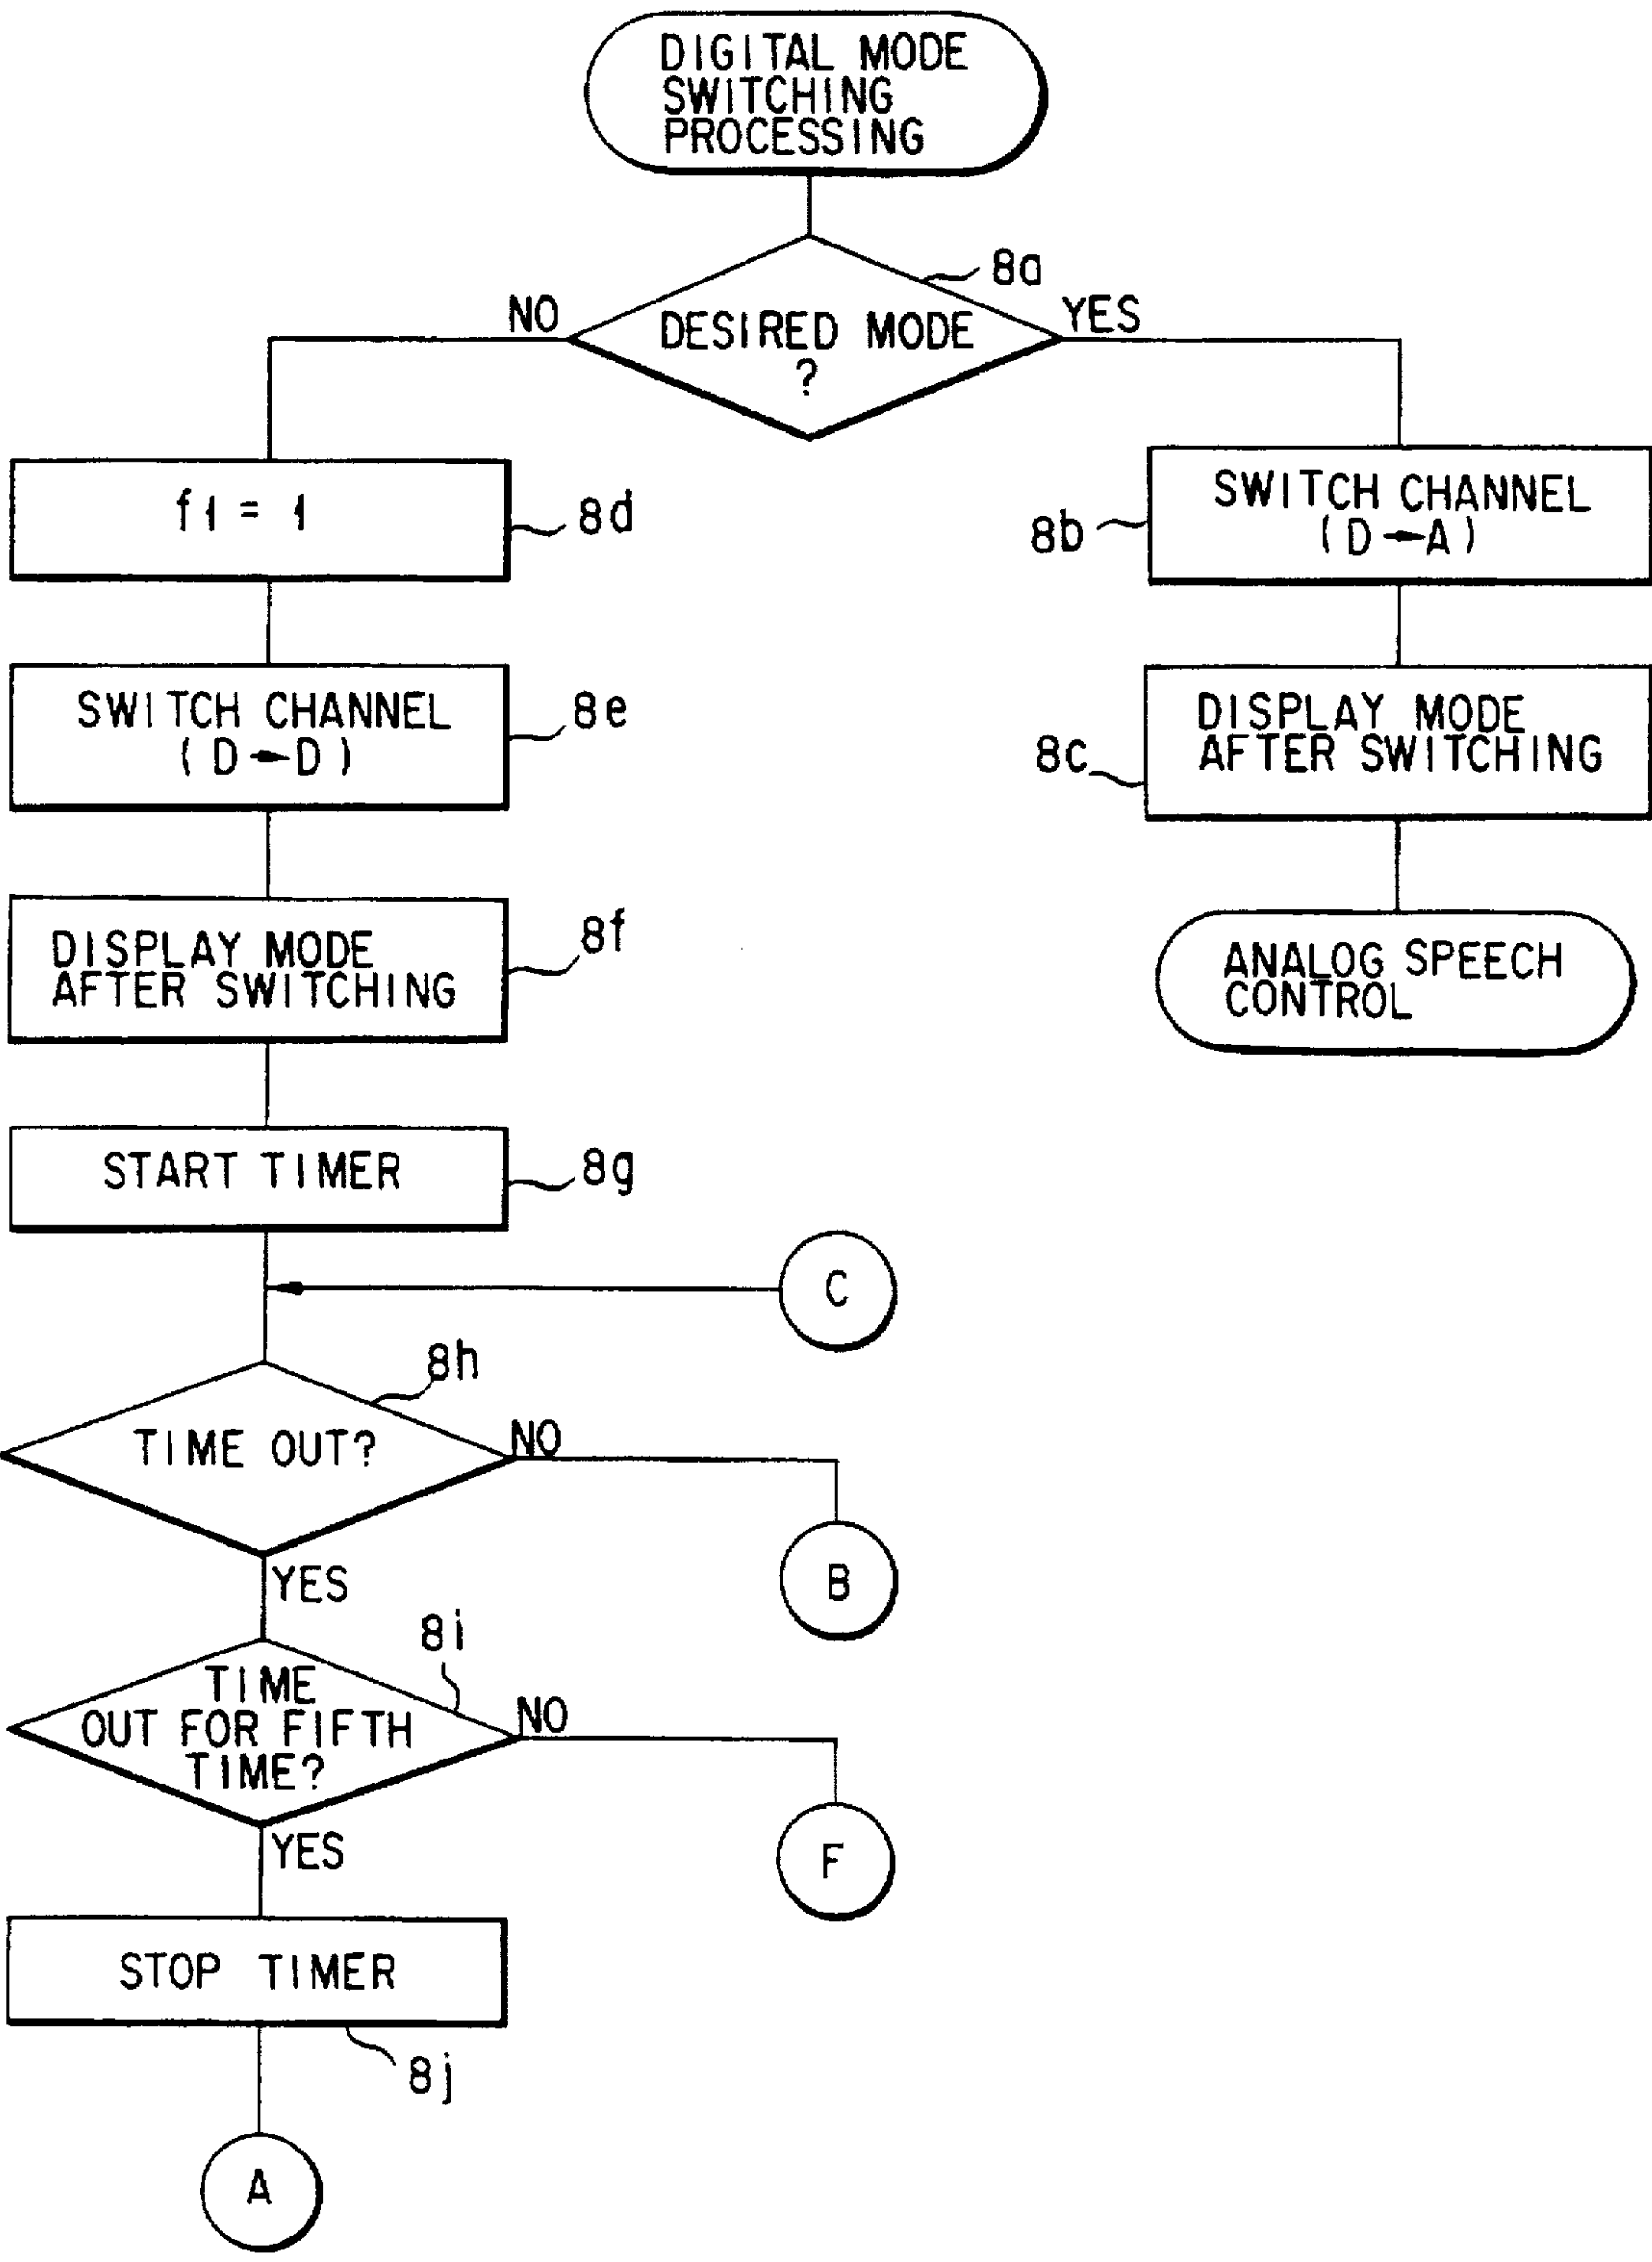 DIGITAL MODE
SWITCHING
PROCESSING
8a
NO
DESIRED MODE
?
YES
f1 = 1
8d
8b
SWITCH CHANNEL
(D→A)
SWITCH CHANNEL
(D→D)
8e
8c
DISPLAY MODE
AFTER SWITCHING
DISPLAY MODE
AFTER SWITCHING
8f
ANALOG SPEECH
CONTROL
START TIMER
8g
C
8h
TIME OUT?
NO
B
YES
8i
TIME
OUT FOR FIFTH
TIME?
NO
F
YES
STOP TIMER
8j
A